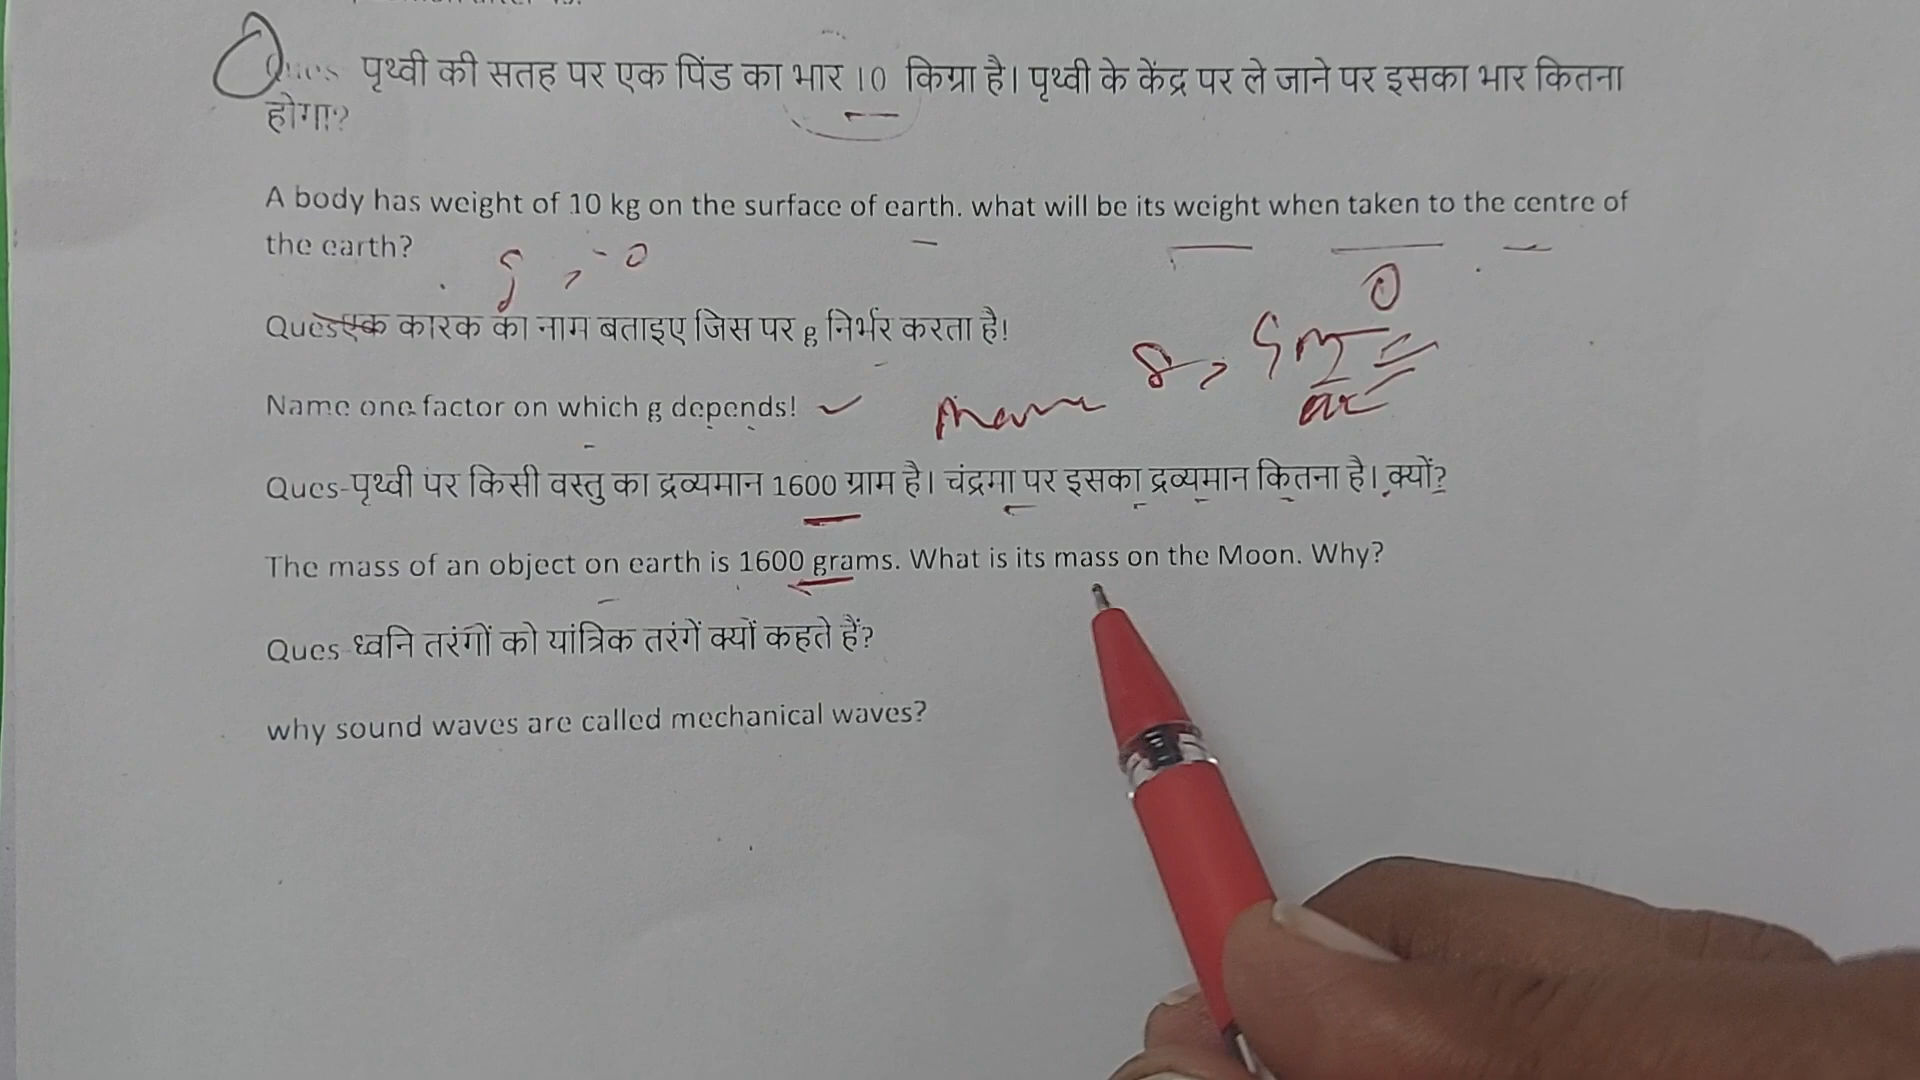 Ques पृथ्वी की सतह पर एक पिंड का भार 10 किग्रा है। पृथ्वी के केंद्र पर ले जाने पर इसका भार कितना
होगा?
A body has weight of 10 kg on the surface of earth. what will be its weight when taken to the centre of
the earth?
g = 0
0
Ques एक कारक का नाम बताइए जिस पर g निर्भर करता है!
Name one factor on which g depends!
Ques-पृथ्वी पर किसी वस्तु का द्रव्यमान 1600 ग्राम है। चंद्रमा पर इसका द्रव्यमान कितना है। क्यों?
The mass of an object on earth is 1600 grams. What is its mass on the Moon. Why?
Ques-ध्वनि तरंगों को यांत्रिक तरंगें क्यों कहते हैं?
why sound waves are called mechanical waves?